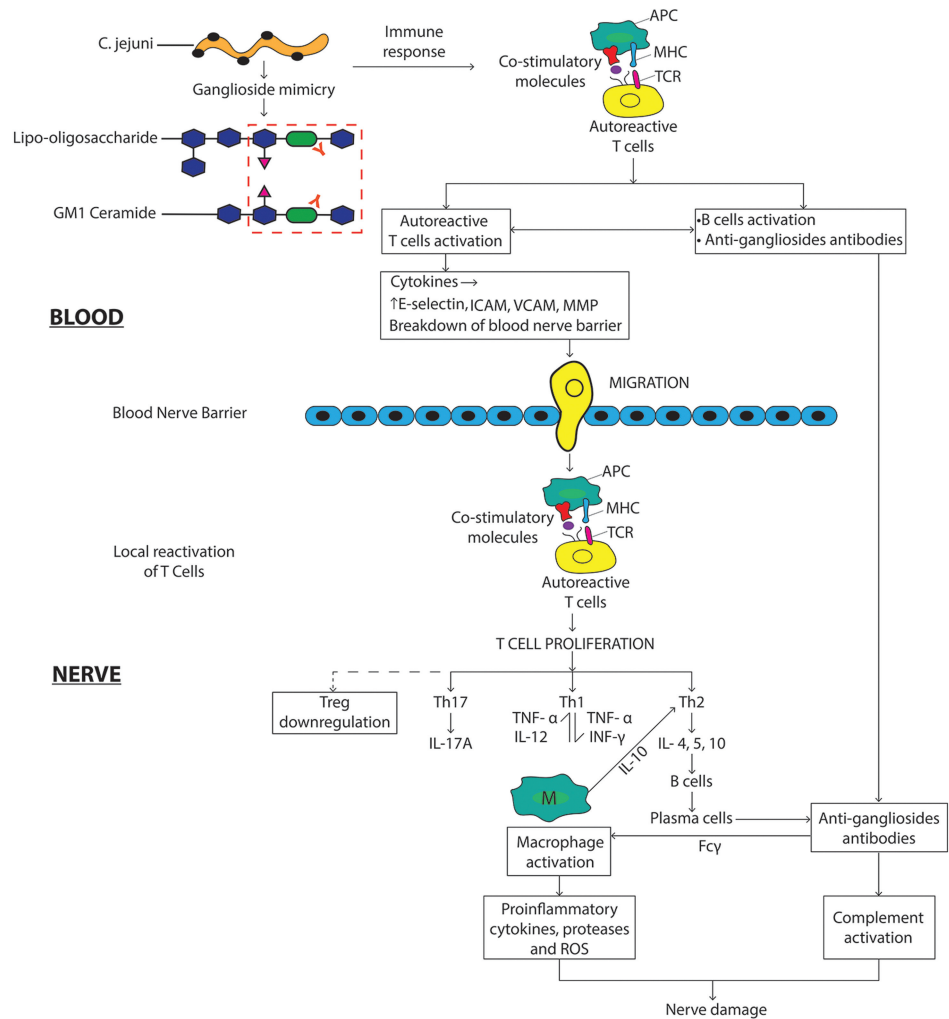 C. jejuni
Immune
response
APC
MHC
Co-stimulatory
molecules
TCR
Ganglioside mimicry
Autoreactive
T cells
Lipo-oligosaccharide
GM1 Ceramide
Autoreactive
T cells activation
•B cells activation
• Anti-gangliosides antibodies
Cytokines →
↑E-selectin, ICAM, VCAM, MMP
Breakdown of blood nerve barrier
BLOOD
MIGRATION
Blood Nerve Barrier
APC
MHC
Co-stimulatory
molecules
TCR
Local reactivation
of T Cells
Autoreactive
T cells
T CELL PROLIFERATION
NERVE
Treg
downregulation
Th17
IL-17A
Th1
TNF- α
IL-12
TNF- α
INF-γ
Th2
IL- 4, 5, 10
IL-10
B cells
M
Plasma cells
Anti-gangliosides
antibodies
Fcγ
Macrophage
activation
Proinflammatory
cytokines, proteases
and ROS
Complement
activation
Nerve damage